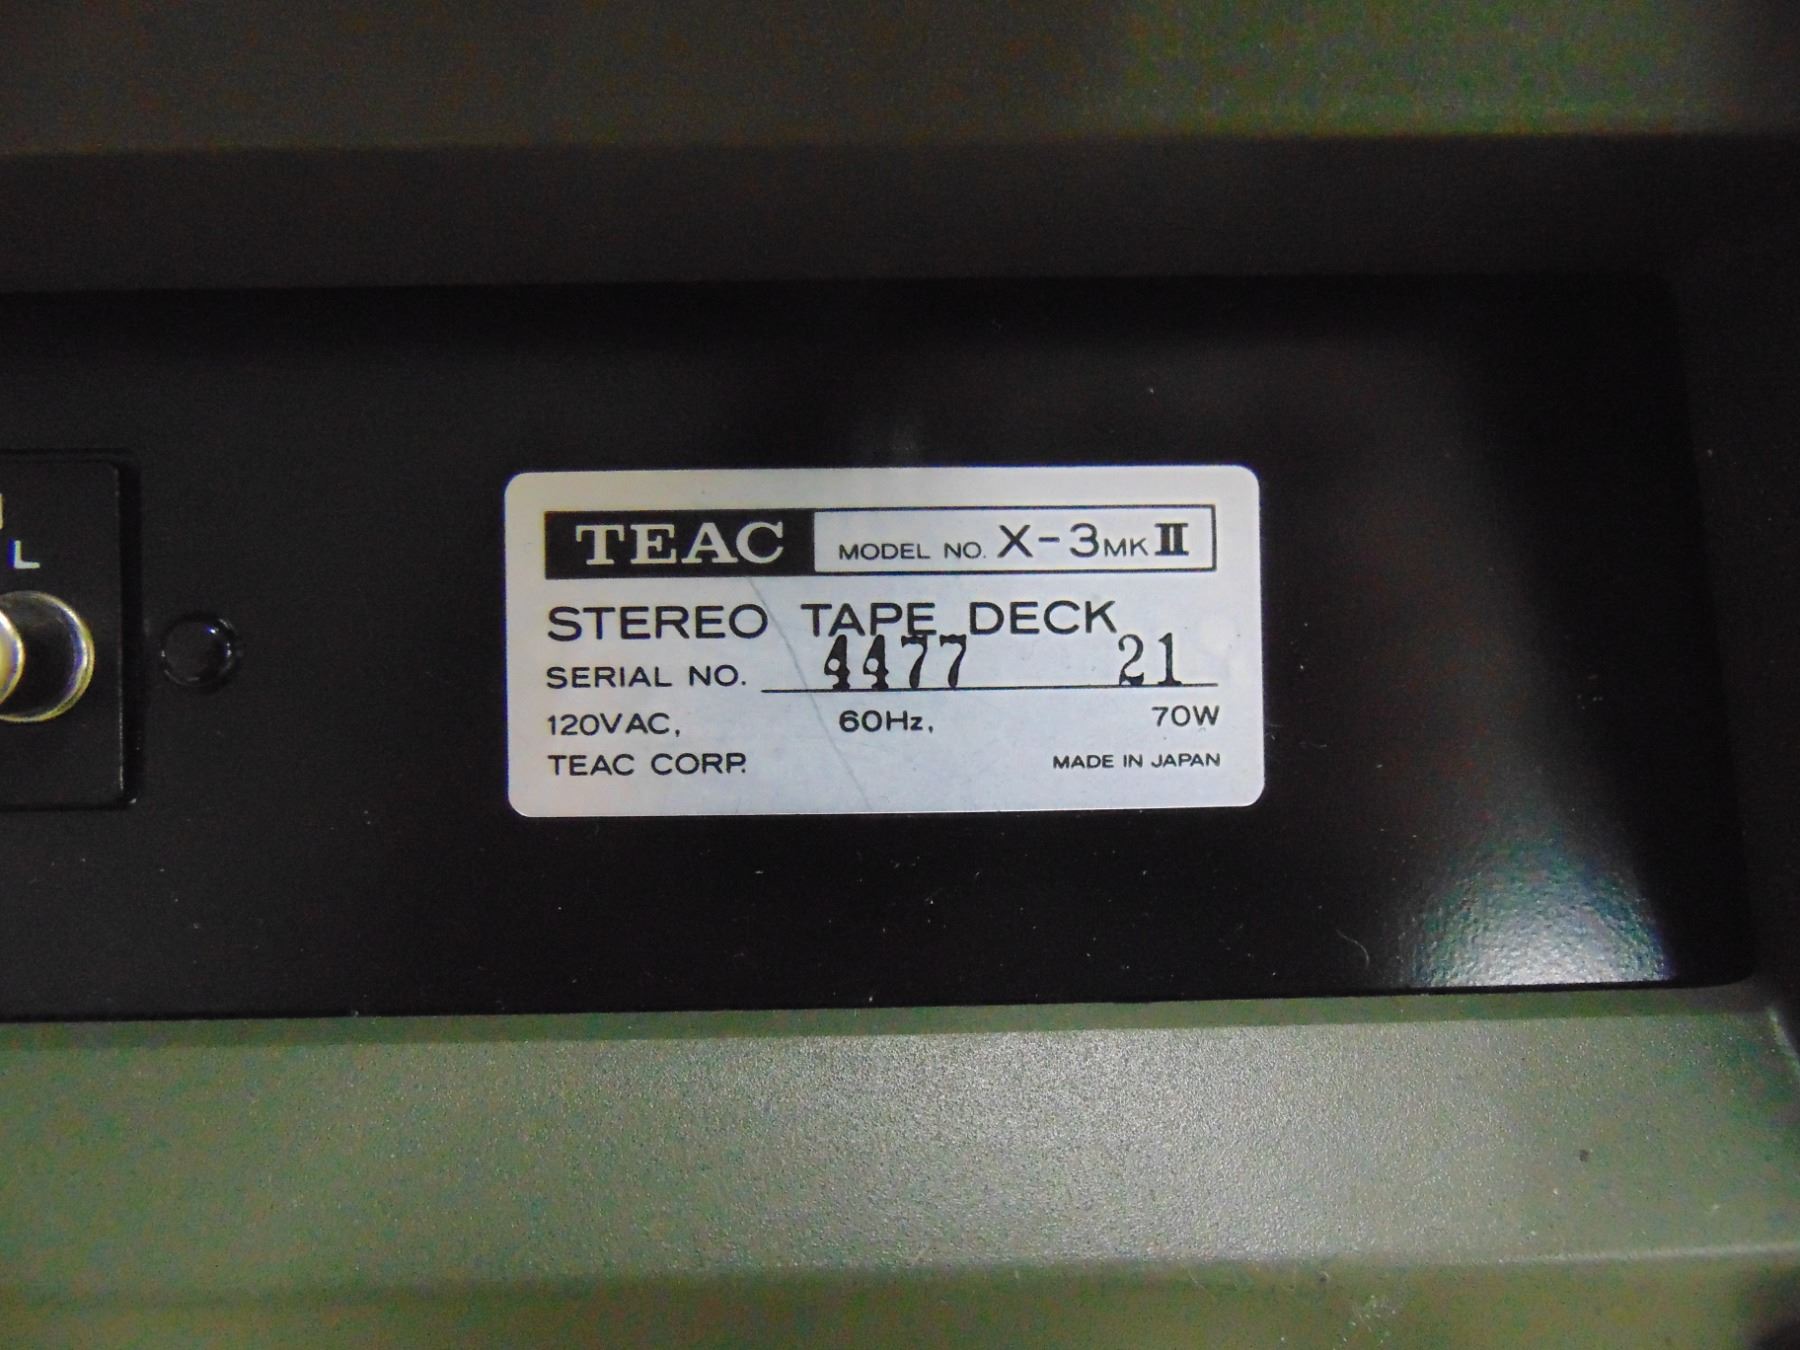 L
TEAC MODEL NO. X-3MK II
STEREO TAPE DECK
SERIAL NO. 4477 21
120VAC, 60Hz, 70W
TEAC CORP. MADE IN JAPAN